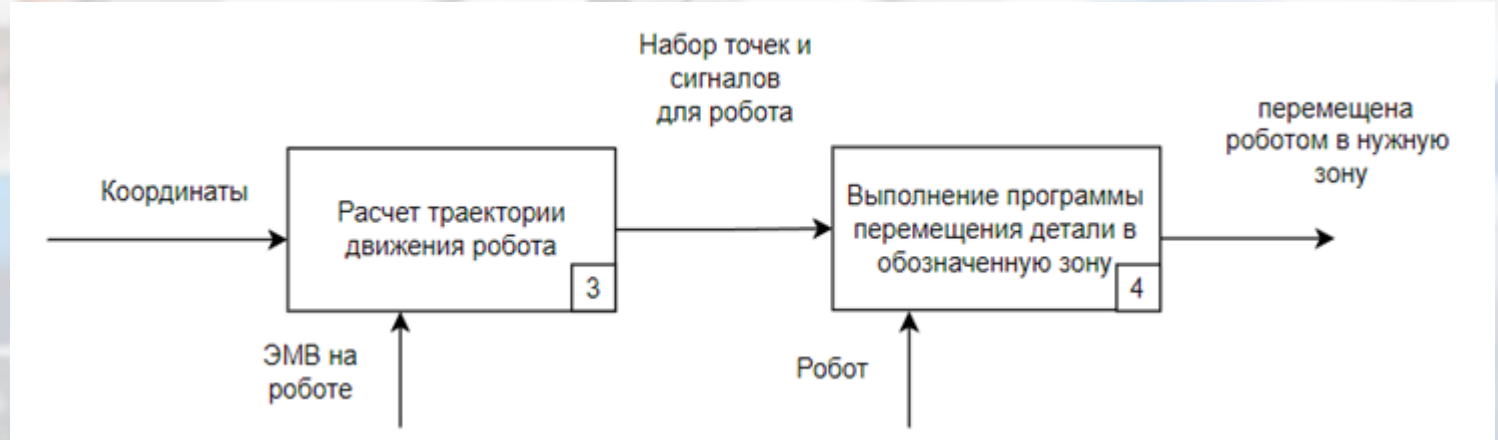 Набор точек и
сигналов
для робота
перемещена
роботом в нужную
зону
Координаты
Расчет траектории
движения робота
3
Выполнение программы
перемещения детали в
обозначенную зону
4
ЭМВ на
роботе
Робот